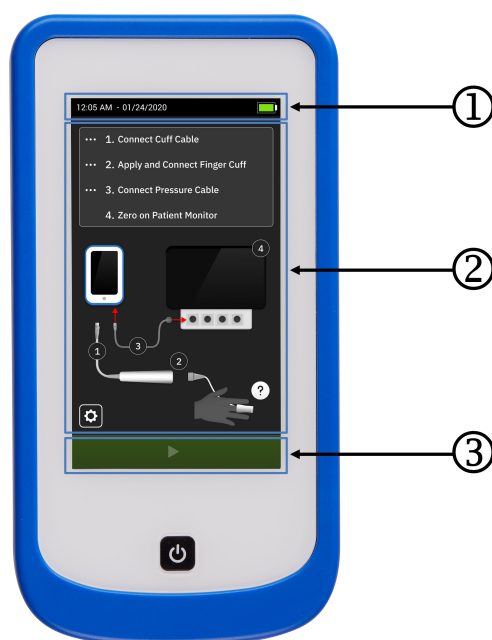 12:05 AM - 01/24/2020
••• 1. Connect Cuff Cable
••• 2. Apply and Connect Finger Cuff
••• 3. Connect Pressure Cable
4. Zero on Patient Monitor
4
1
3
2
?
①
②
③